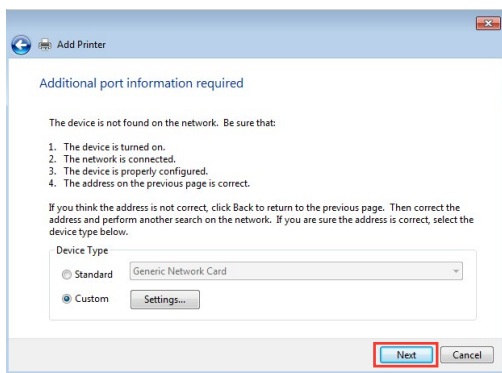 Add Printer
Additional port information required
The device is not found on the network. Be sure that:
1. The device is turned on.
2. The network is connected.
3. The device is properly configured.
4. The address on the previous page is correct.
If you think the address is not correct, click Back to return to the previous page. Then correct the
address and perform another search on the network. If you are sure the address is correct, select the
device type below.
Device Type
Standard Generic Network Card
Custom Settings...
Next Cancel